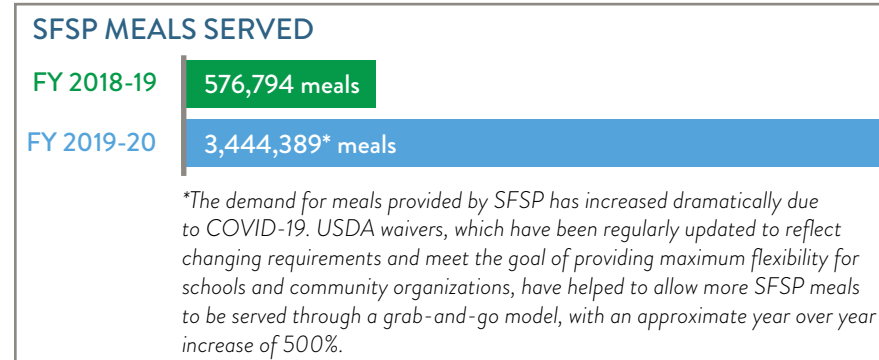 SFSP MEALS SERVED
FY 2018-19 576,794 meals
FY 2019-20 3,444,389* meals
*The demand for meals provided by SFSP has increased dramatically due
to COVID-19. USDA waivers, which have been regularly updated to reflect
changing requirements and meet the goal of providing maximum flexibility for
schools and community organizations, have helped to allow more SFSP meals
to be served through a grab-and-go model, with an approximate year over year
increase of 500%.